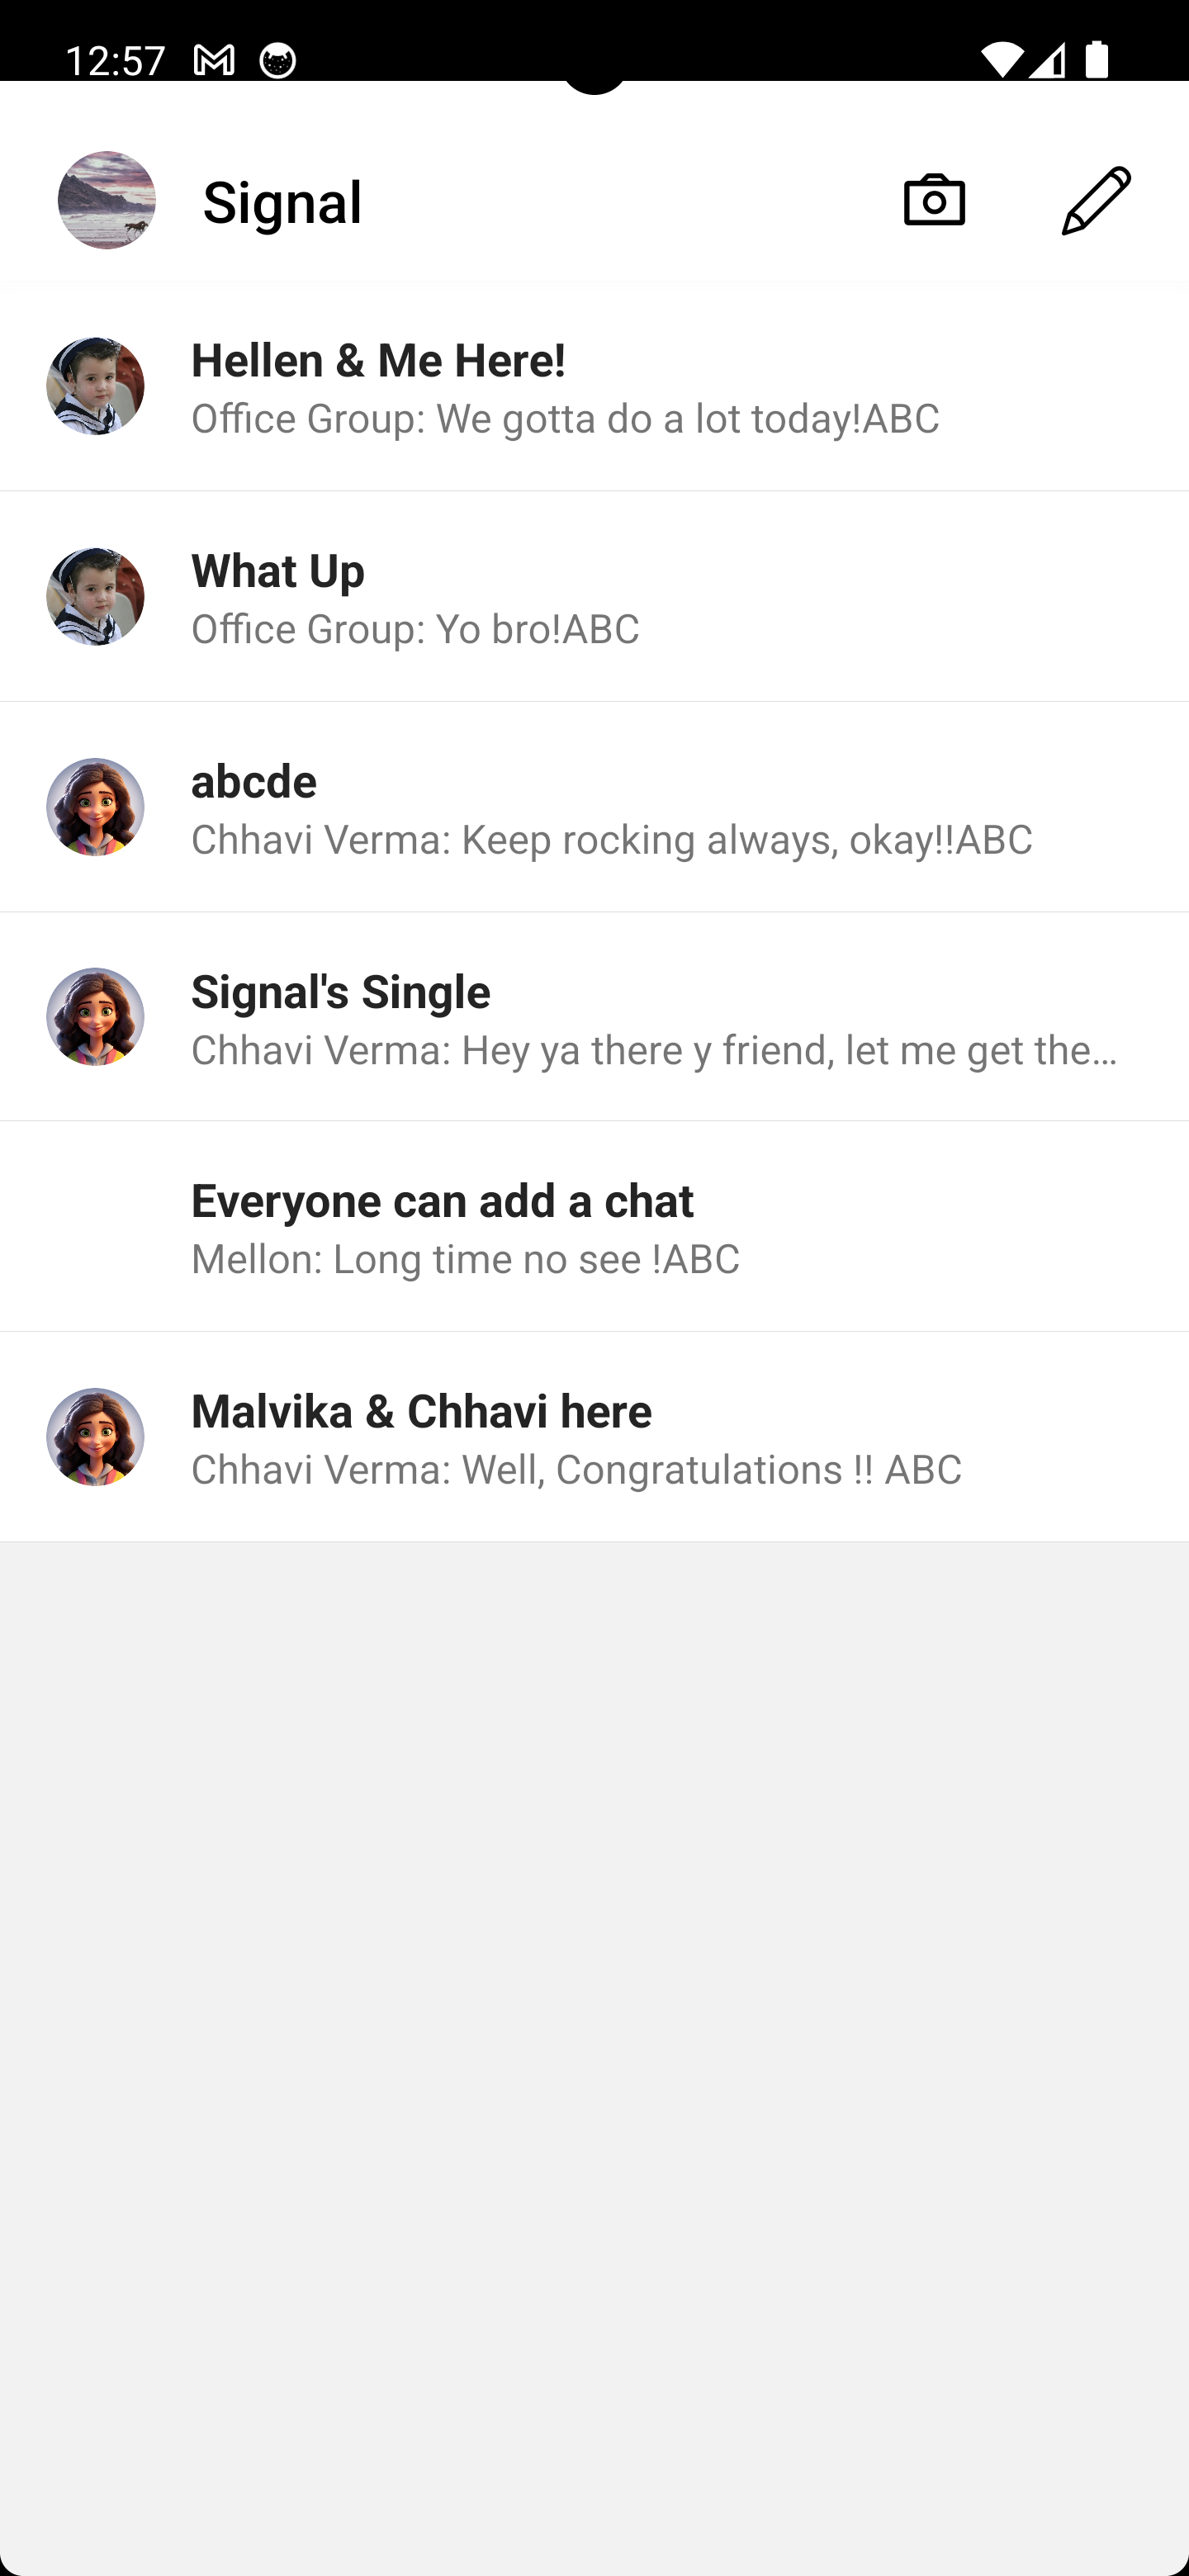 12:57
Signal
Hellen & Me Here!
Office Group: We gotta do a lot today!ABC
What Up
Office Group: Yo bro!ABC
abcde
Chhavi Verma: Keep rocking always, okay!!ABC
Signal's Single
Chhavi Verma: Hey ya there y friend, let me get the...
Everyone can add a chat
Mellon: Long time no see !ABC
Malvika & Chhavi here
Chhavi Verma: Well, Congratulations !! ABC